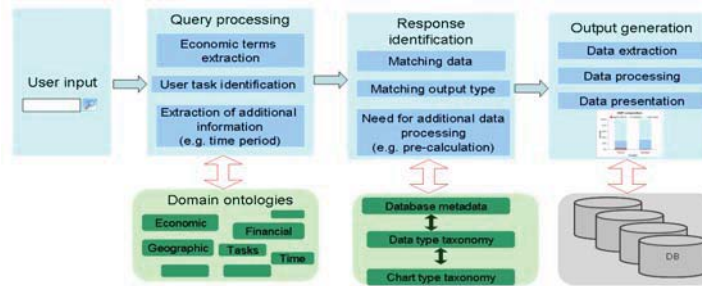 Query processing
Economic terms
extraction
User task identification
Extraction of additional
information
(e.g. time period)
Response
identification
Matching data
Matching output type
Need for additional data
processing
(e.g. pre-calculation)
Output generation
Data extraction
Data processing
Data presentation
User input
Domain ontologies
Economic
Financial
Geographic
Tasks
Time
Database metadata
Data type taxonomy
Chart type taxonomy
DB